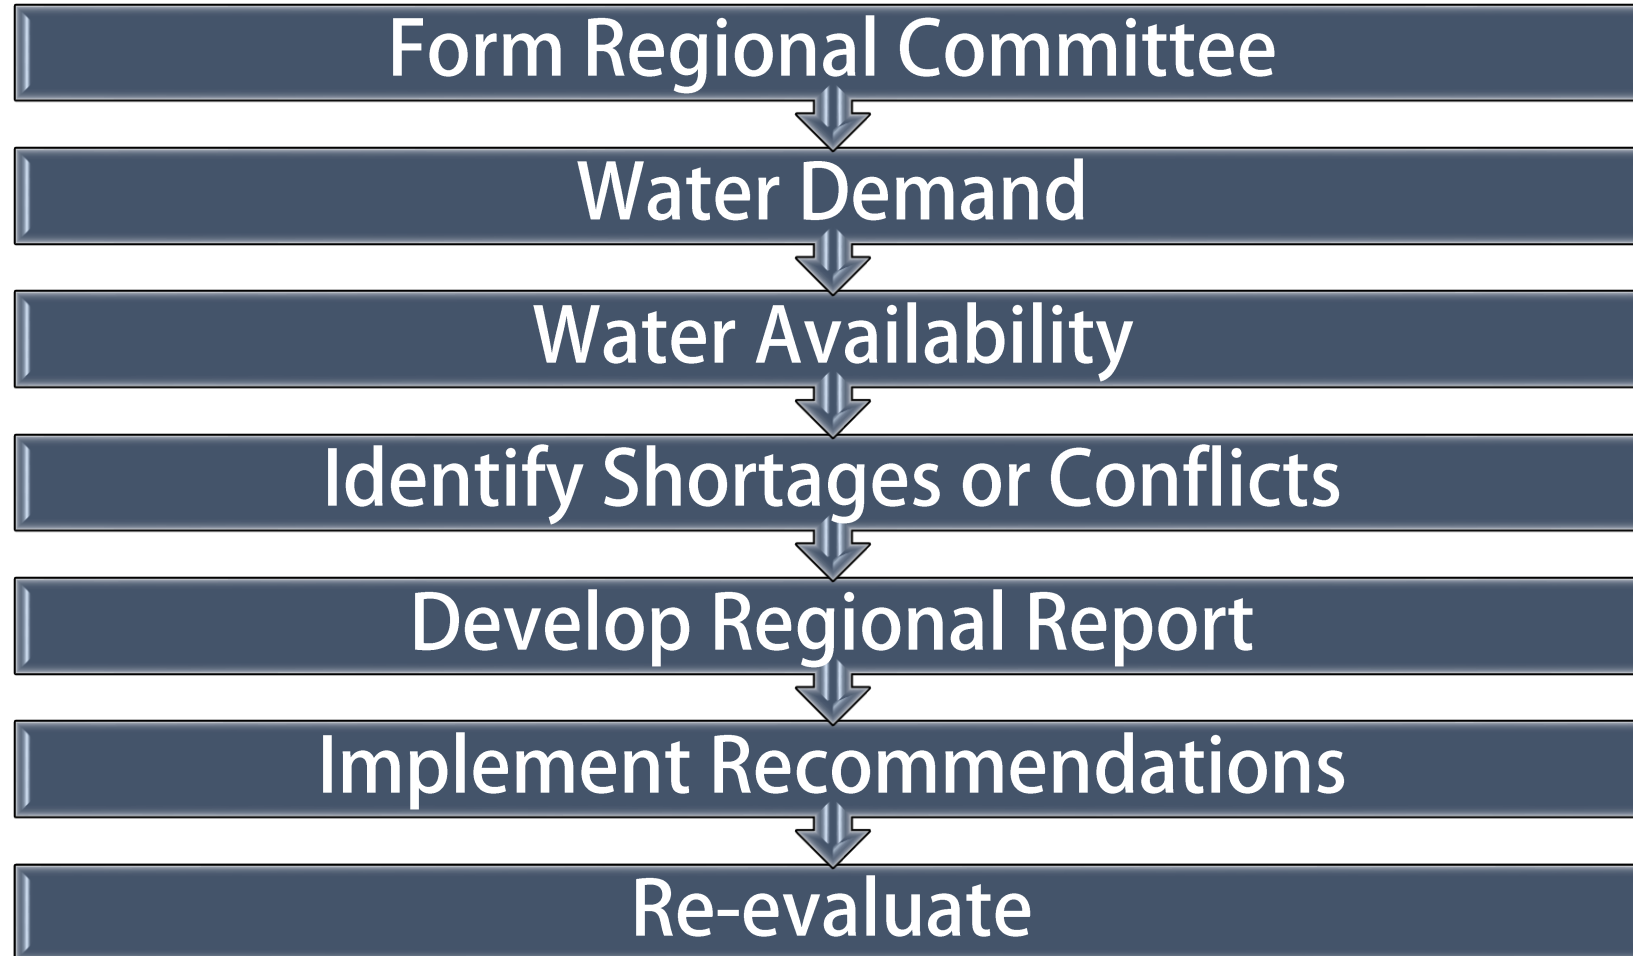 Form Regional Committee
Water Demand
Water Availability
Identify Shortages or Conflicts
Develop Regional Report
Implement Recommendations
Re-evaluate